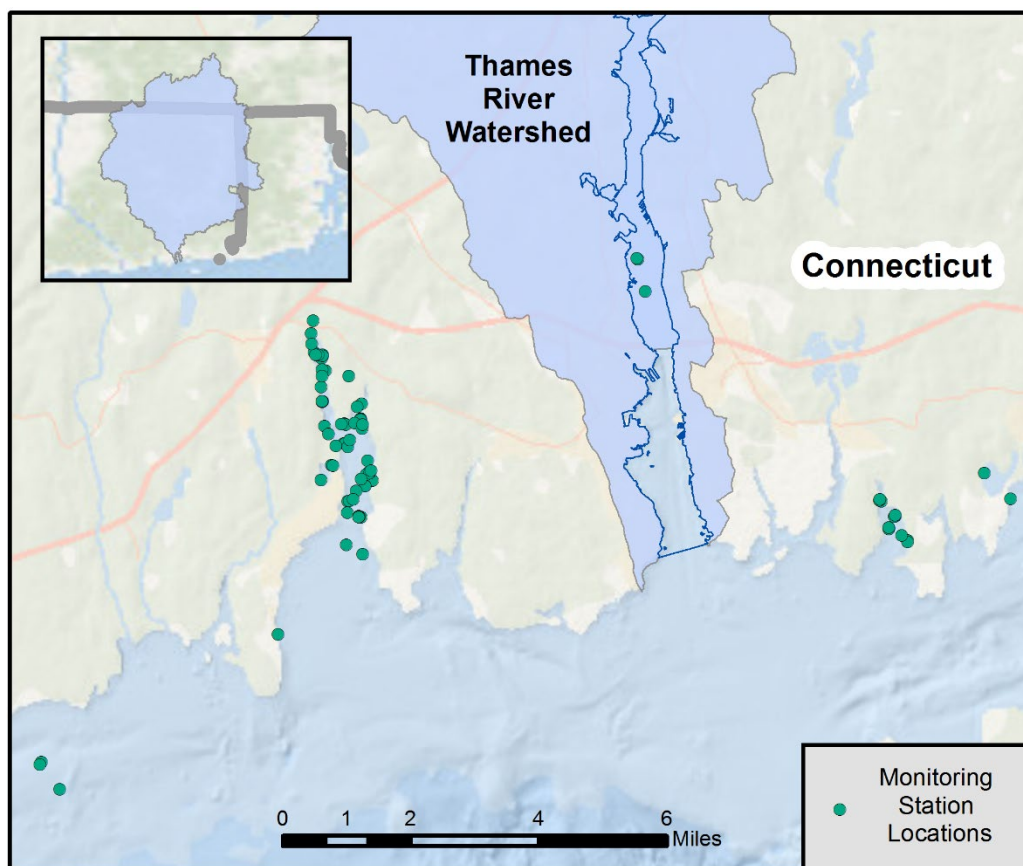 Thames
River
Watershed
Connecticut
0 1 2 4 6
Miles
Monitoring
Station
Locations